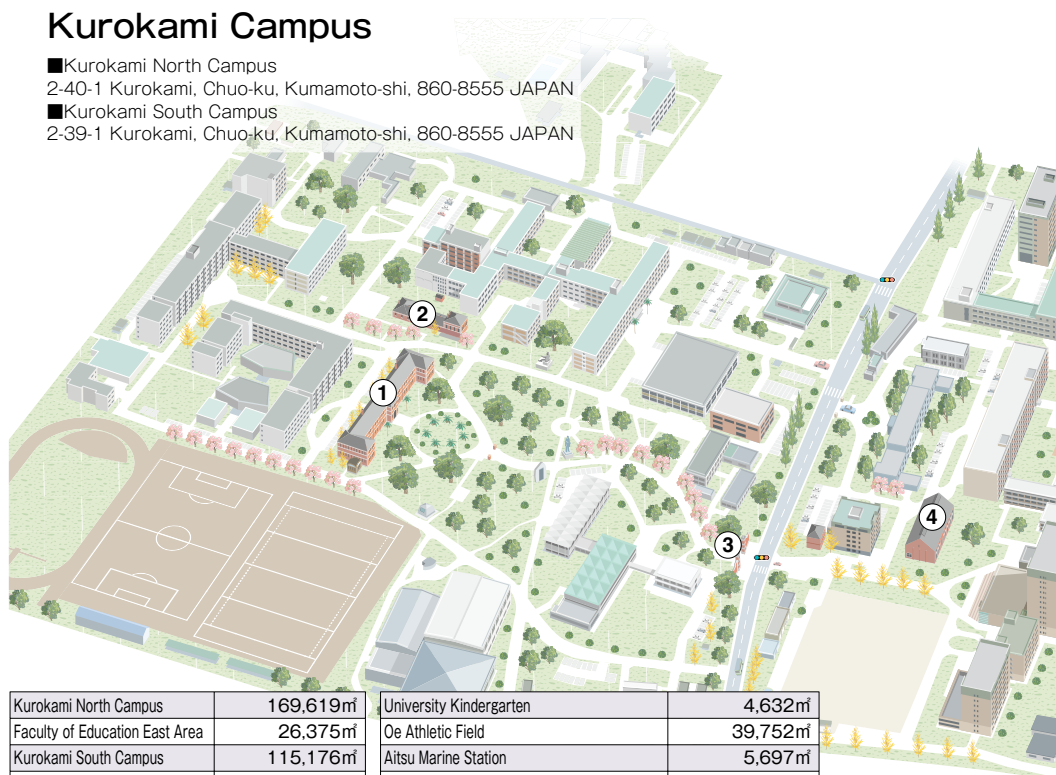 Kurokami Campus
■Kurokami North Campus
2-40-1 Kurokami, Chuo-ku, Kumamoto-shi, 860-8555 JAPAN
■Kurokami South Campus
2-39-1 Kurokami, Chuo-ku, Kumamoto-shi, 860-8555 JAPAN
2
1
4
3
Kurokami North Campus 169,619㎡ University Kindergarten 4,632㎡
Faculty of Education East Area 26,375㎡ Oe Athletic Field 39,752㎡
Kurokami South Campus 115,176㎡ Aitsu Marine Station 5,697㎡